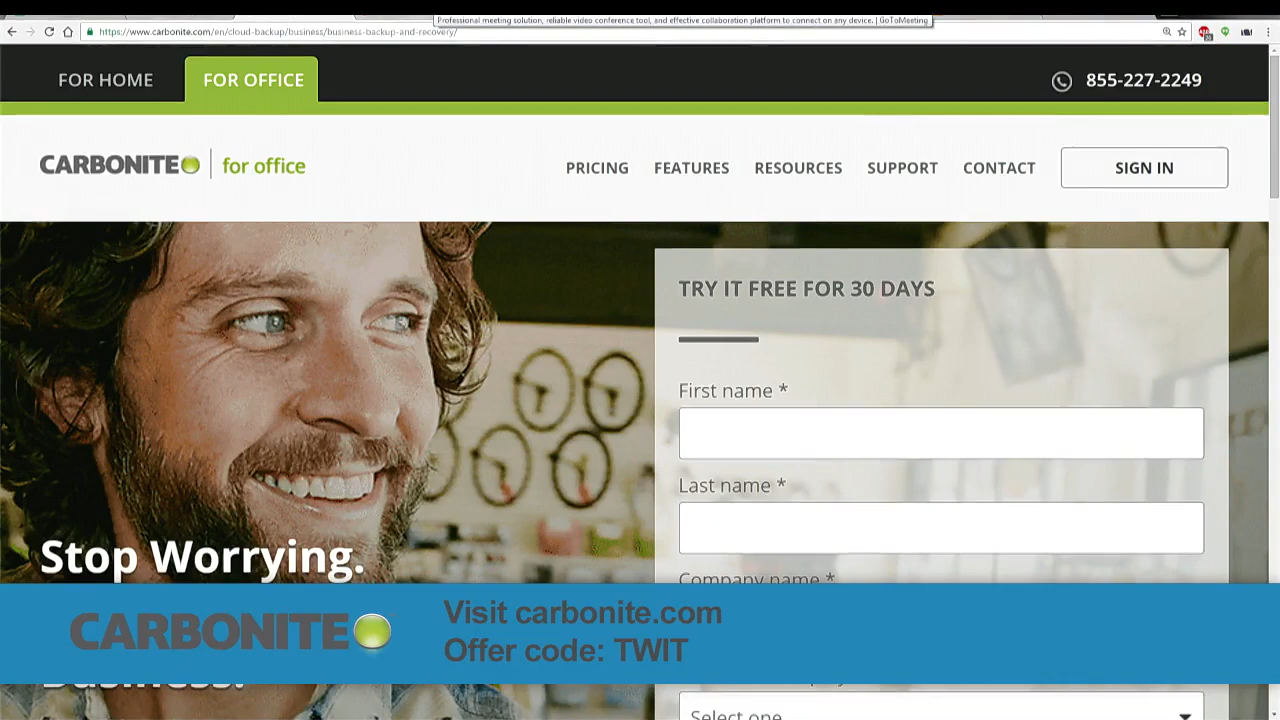 Professional meeting solution, reliable video conference tool, and effective collaboration platform to connect on any device. | GoToMeeting
https://www.carbonite.com/en/cloud-backup/business/business-backup-and-recovery/
FOR HOME
FOR OFFICE
855-227-2249
CARBONITE
for office
PRICING
FEATURES
RESOURCES
SUPPORT
CONTACT
SIGN IN
TRY IT FREE FOR 30 DAYS
First name *
Last name *
Stop Worrying.
Company name *
CARBONITE
Visit carbonite.com
Offer code: TWIT
Business.
Select one